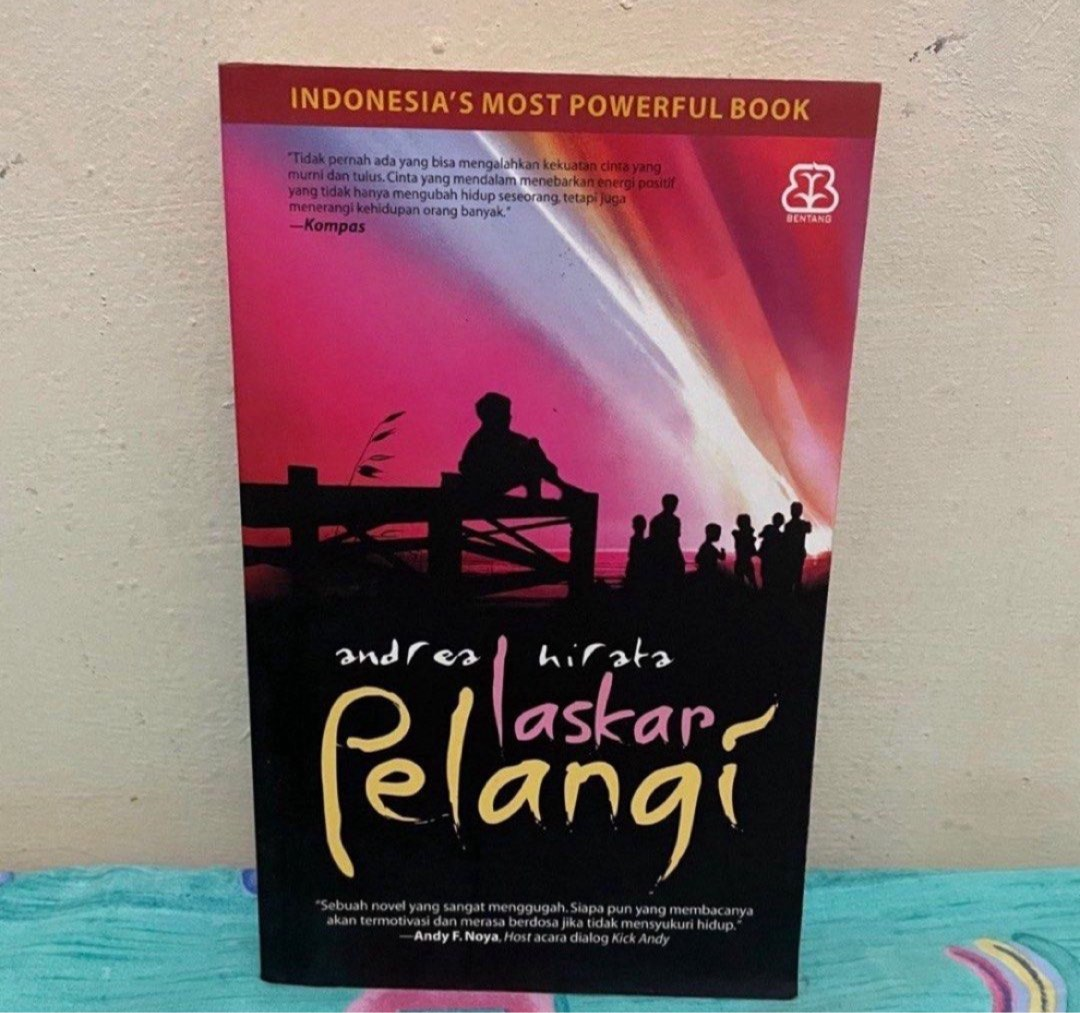 INDONESIA'S MOST POWERFUL BOOK
"Tidak pernah ada yang bisa mengalahkan kekuatan cinta yang
murni dan tulus. Cinta yang mendalam menebarkan energi positif
yang tidak hanya mengubah hidup seseorang, tetapi juga
menerangi kehidupan orang banyak."
—Kompas
BENTANG
andrea hirata
laskar
Pelangi
"Sebuah novel yang sangat menggugah. Siapa pun yang membacanya
akan termotivasi dan merasa berdosa jika tidak mensyukuri hidup."
—Andy F. Noya, Host acara dialog Kick Andy